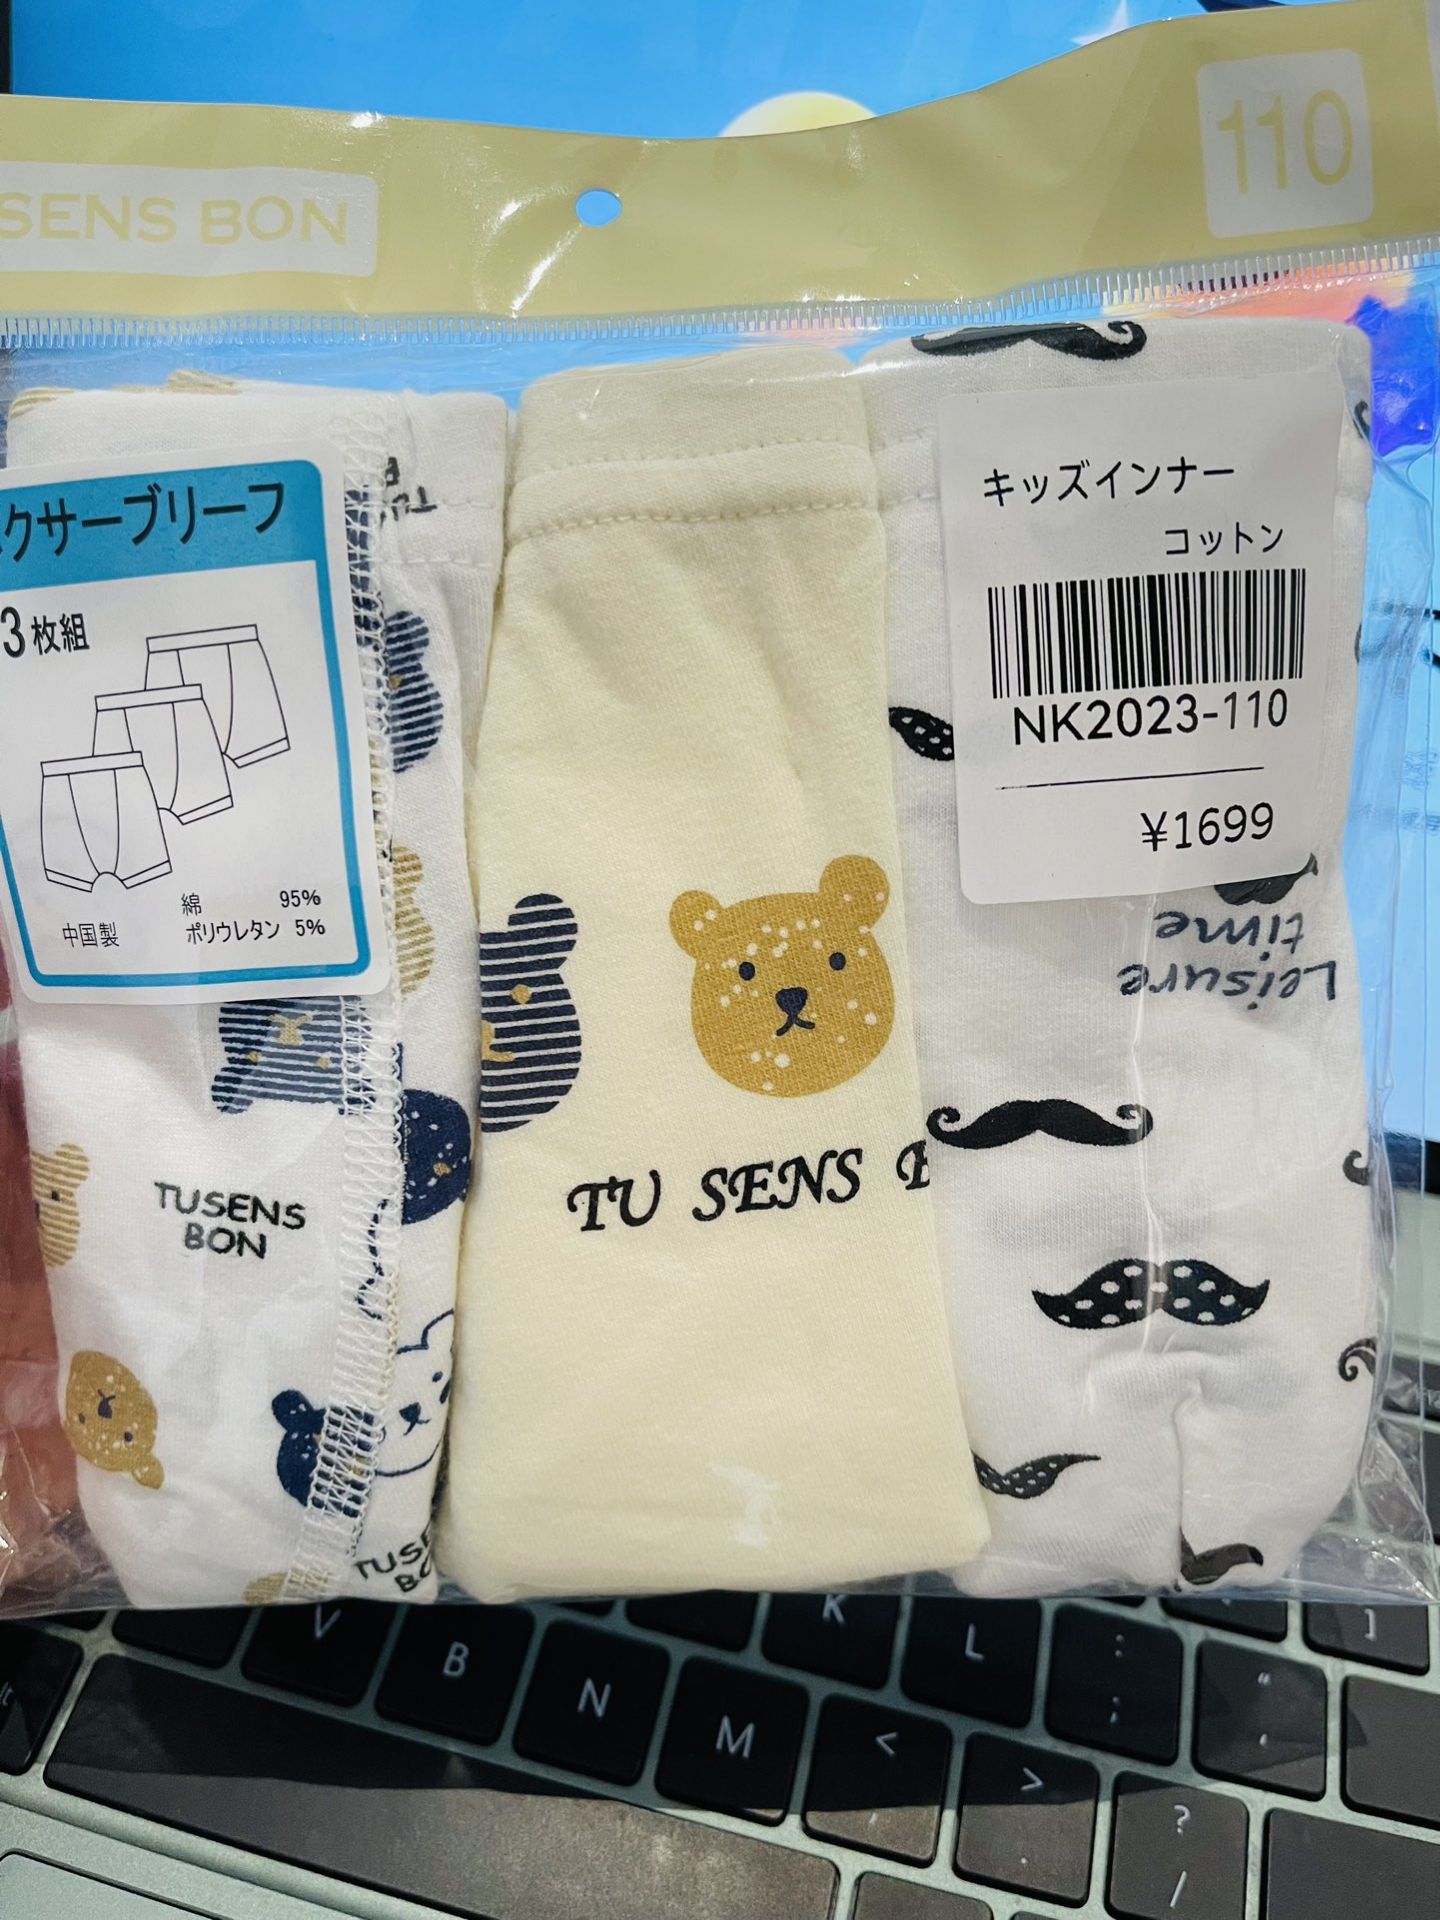 SENS BON
110
クサーブリーフ
3枚組
綿 95%
中国製 ポリウレタン 5%
キッズインナー
コットン
NK2023-110
¥1699
Leisure
time
TUSENS
BON
TU SENS
TUSE
V
B
N
M
K
L
:
;
"
'
]
<
,
>
?
/